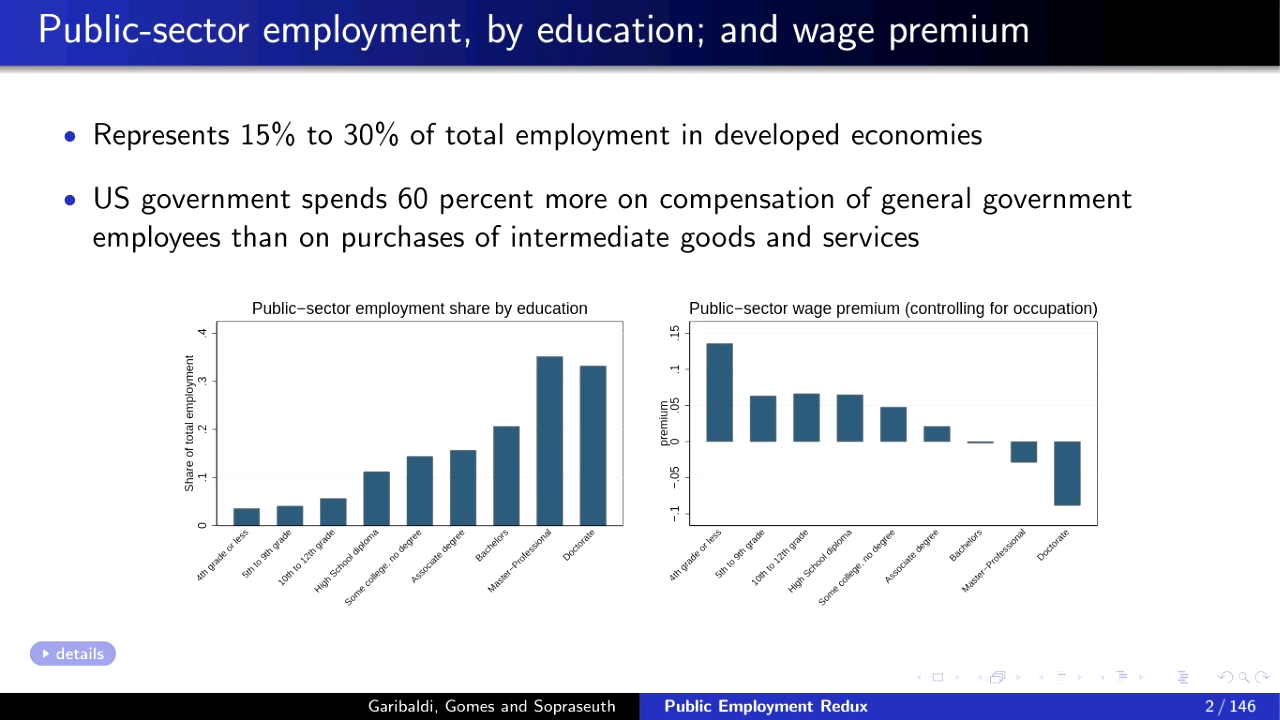 Public-sector employment, by education; and wage premium
Represents 15% to 30% of total employment in developed economies
US government spends 60 percent more on compensation of general government
employees than on purchases of intermediate goods and services
Public−sector employment share by education
Share of total employment
.4
.3
.2
.1
0
4th grade or less
5th to 9th grade
10th to 12th grade
High School diploma
Some college, no degree
Associate degree
Bachelors
Master−Professional
Doctorate
Public−sector wage premium (controlling for occupation)
premium
.15
.1
.05
0
−.05
−.1
4th grade or less
5th to 9th grade
10th to 12th grade
High School diploma
Some college, no degree
Associate degree
Bachelors
Master−Professional
Doctorate
details
Garibaldi, Gomes and Sopraseuth
Public Employment Redux
2 / 146